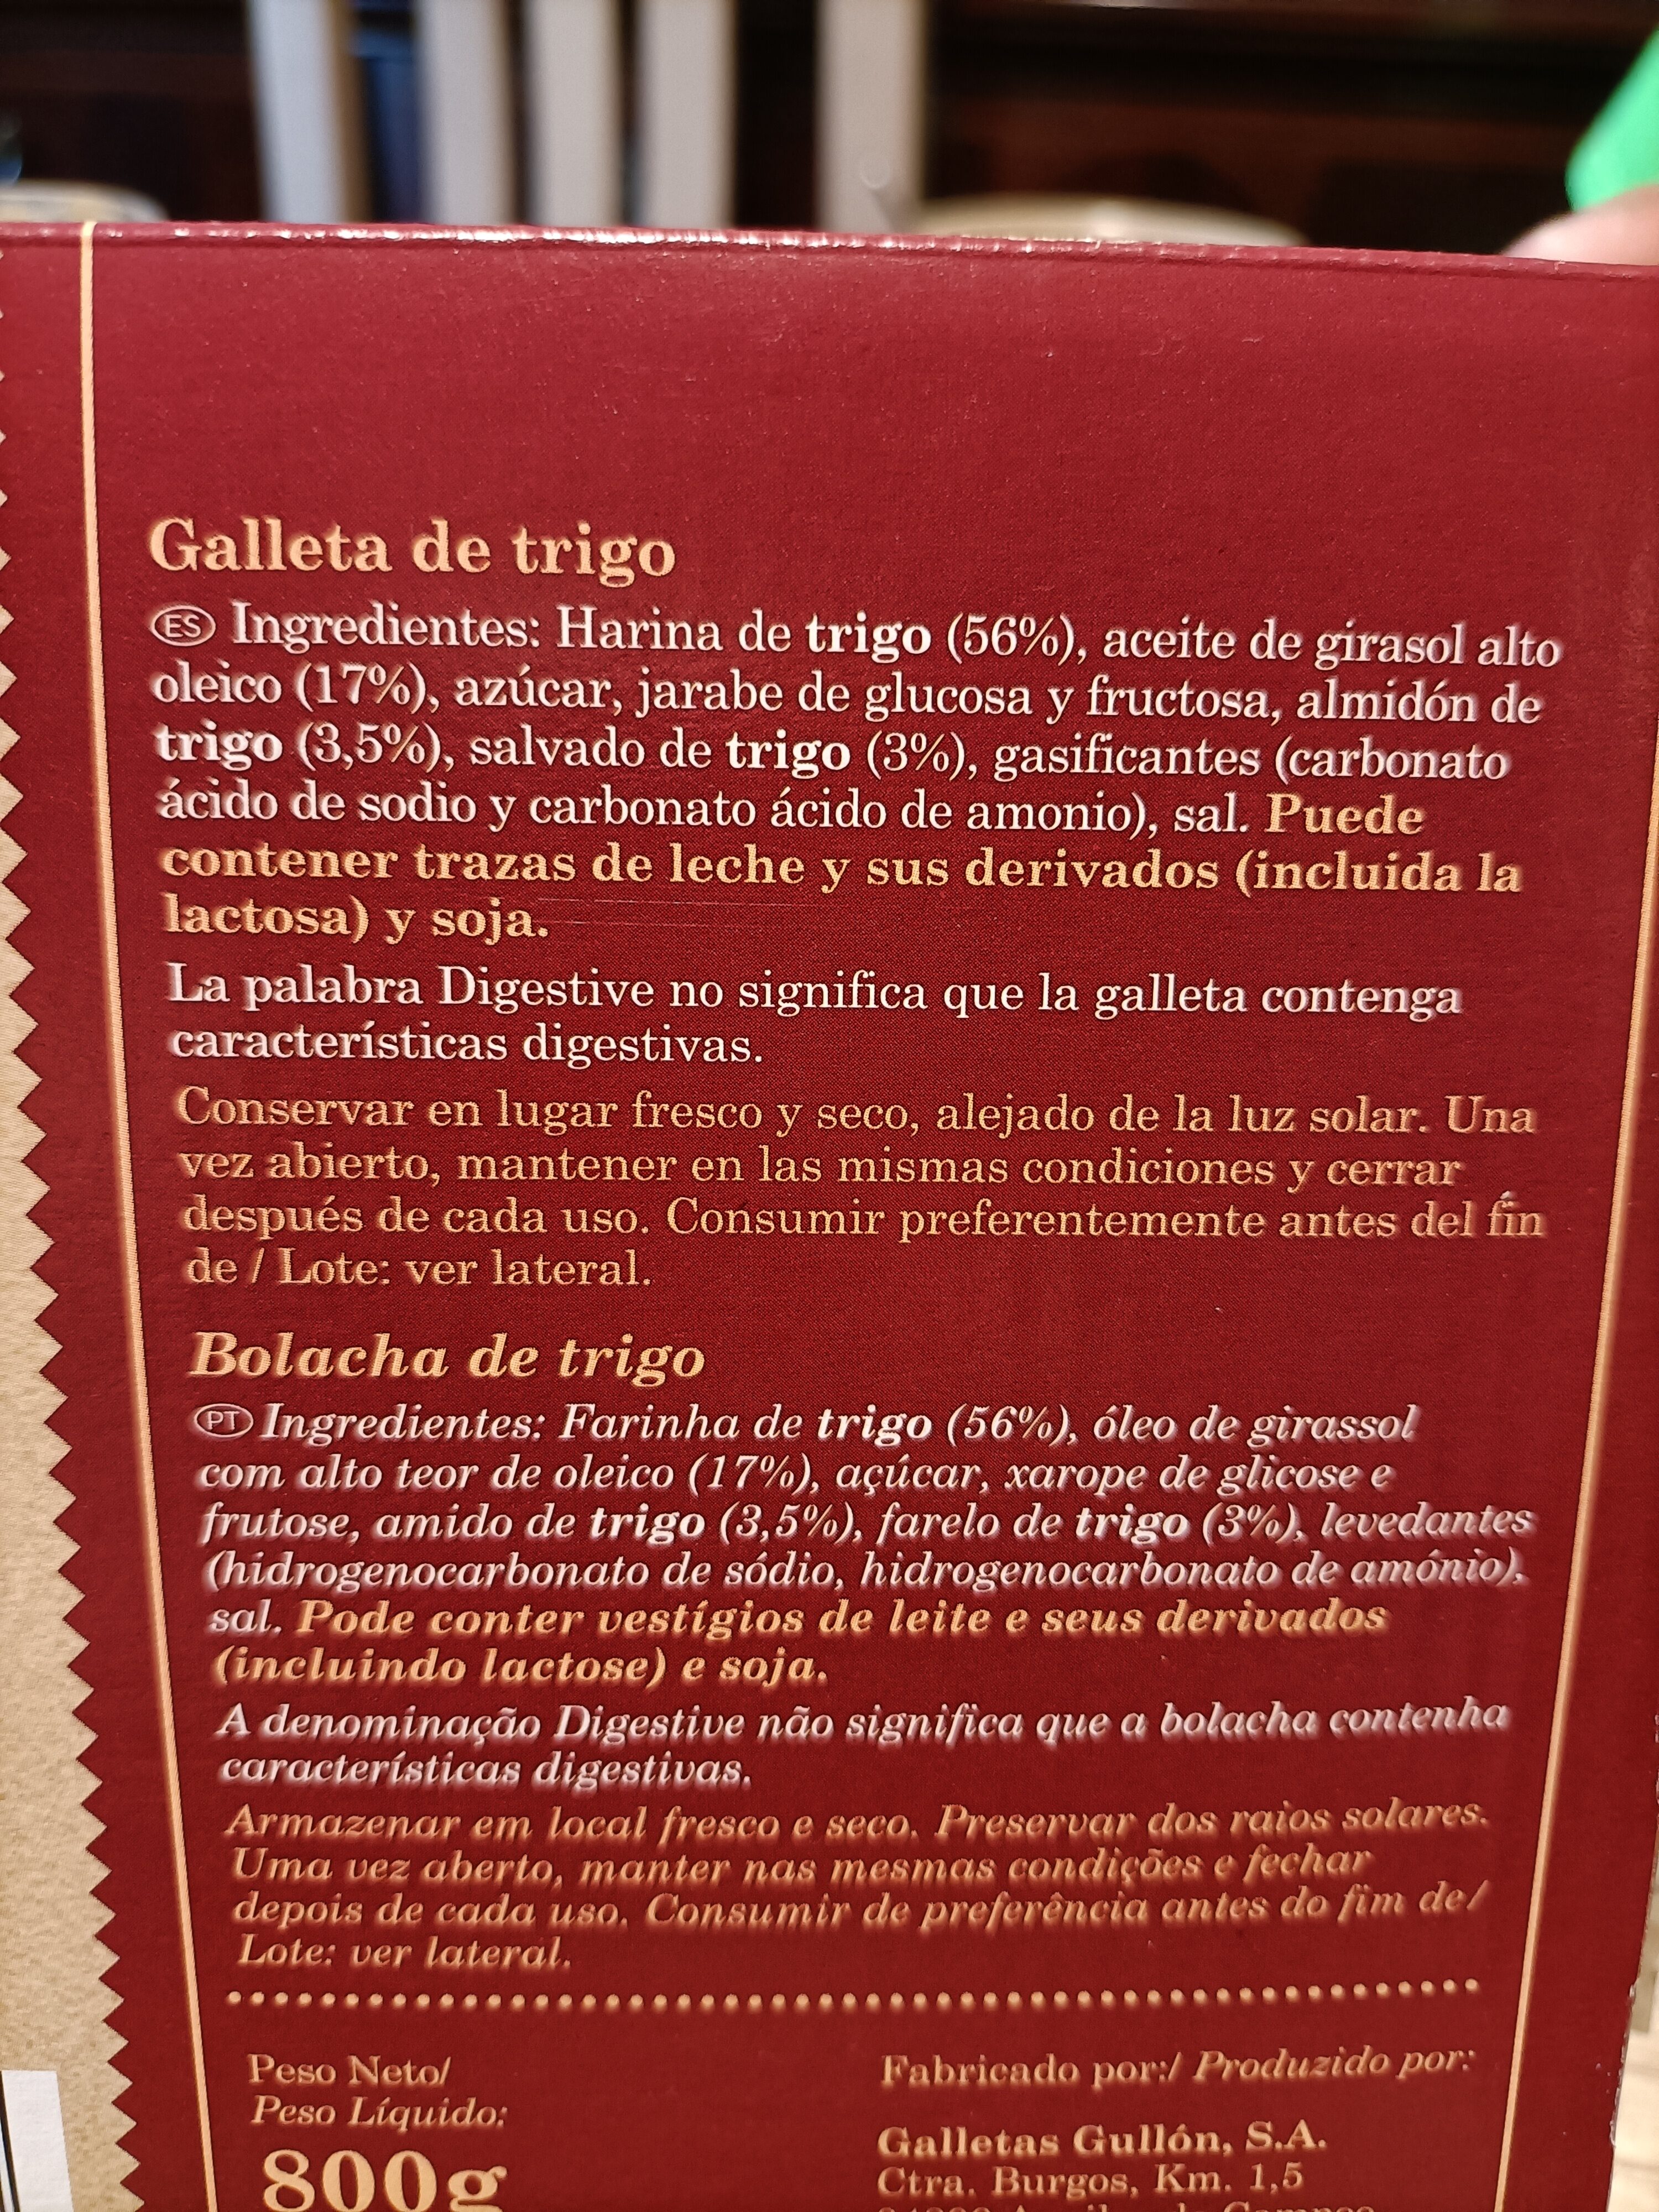 Galleta de trigo
ES Ingredientes: Harina de trigo (56%), aceite de girasol alto
oleico (17%), azúcar, jarabe de glucosa y fructosa, almidón de
trigo (3,5%), salvado de trigo (3%), gasificantes (carbonato
ácido de sodio y carbonato ácido de amonio), sal. Puede
contener trazas de leche y sus derivados (incluida la
lactosa) y soja.
La palabra Digestive no significa que la galleta contenga
características digestivas.
Conservar en lugar fresco y seco, alejado de la luz solar. Una
vez abierto, mantener en las mismas condiciones y cerrar
después de cada uso. Consumir preferentemente antes del fin
de / Lote: ver lateral.
Bolacha de trigo
PT Ingredientes: Farinha de trigo (56%), óleo de girassol
com alto teor de oleico (17%), açúcar, xarope de glicose e
frutose, amido de trigo (3,5%), farelo de trigo (3%), levedantes
(hidrogenocarbonato de sódio, hidrogenocarbonato de amónio),
sal. Pode conter vestígios de leite e seus derivados
(incluindo lactose) e soja.
A denominação Digestive não significa que a bolacha contenha
características digestivas.
Armazenar em local fresco e seco. Preservar dos raios solares.
Uma vez aberto, manter nas mesmas condições e fechar
depois de cada uso. Consumir de preferência antes do fim de/
Lote: ver lateral.
Peso Neto/
Peso Líquido:
800g
Fabricado por:/ Produzido por:
Galletas Gullón, S.A.
Ctra. Burgos, Km. 1,5